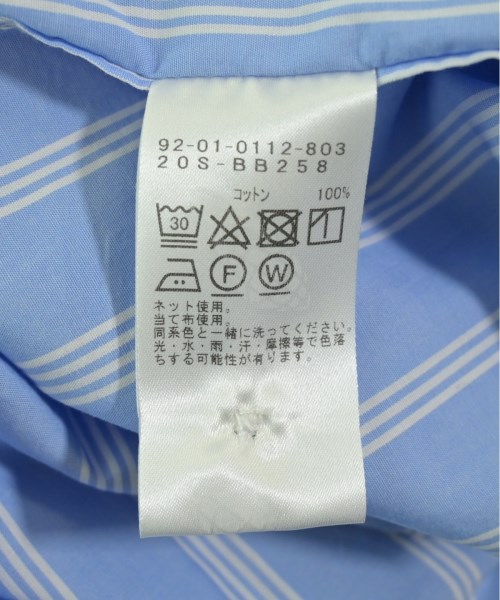 92-01-0112-803
20S-BB258
コットン 100%
30
F W
ネット使用。
当て布使用。
同系色と一緒に洗ってください。
光・水・雨・汗・摩擦等で色落
ちする可能性が有ります。